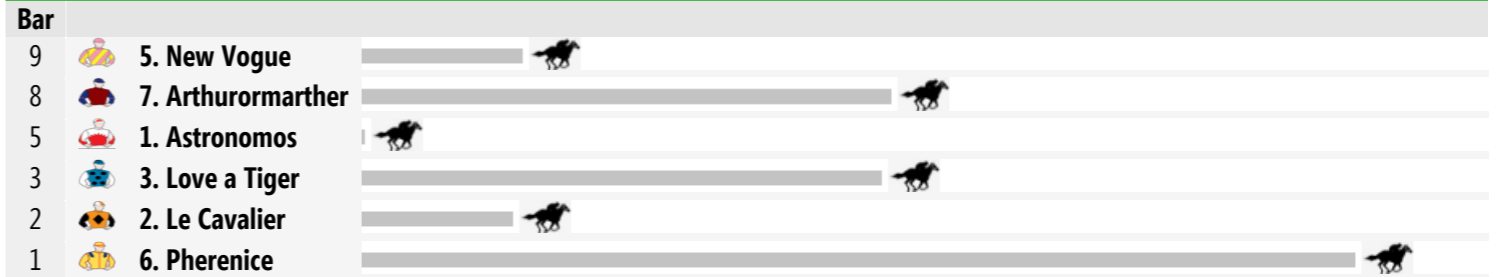 Bar
9 5. New Vogue
8 7. Arthurormarther
5 1. Astronomos
3 3. Love a Tiger
2 2. Le Cavalier
1 6. Pherenice